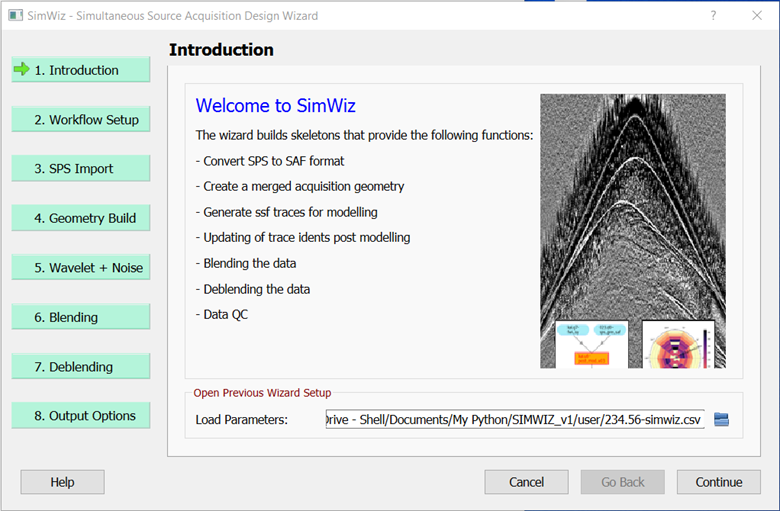 SimWiz - Simultaneous Source Acquisition Design Wizard
?
1. Introduction
2. Workflow Setup
3. SPS Import
4. Geometry Build
5. Wavelet + Noise
6. Blending
7. Deblending
8. Output Options
Introduction
Welcome to SimWiz
The wizard builds skeletons that provide the following functions:
- Convert SPS to SAF format
- Create a merged acquisition geometry
- Generate ssf traces for modelling
- Updating of trace idents post modelling
- Blending the data
- Deblending the data
- Data QC
Open Previous Wizard Setup
Load Parameters:
Drive - Shell/Documents/My Python/SIMWIZ_v1/user/234.56-simwiz.csv
Help
Cancel
Go Back
Continue